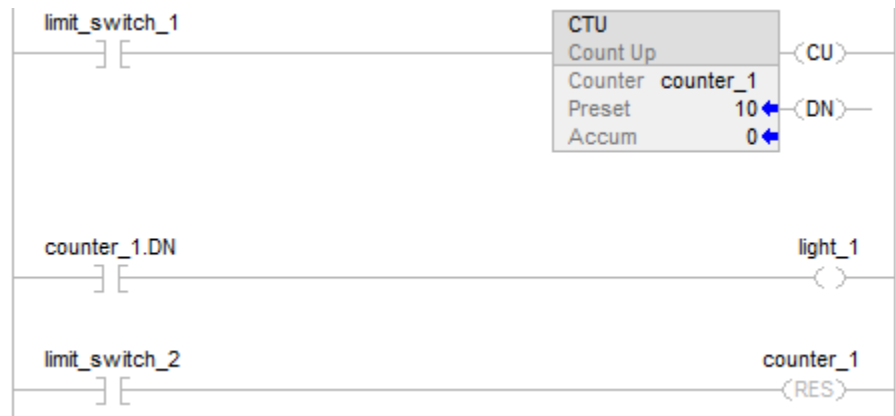 limit_switch_1
CTU
Count Up
CU
Counter counter_1
Preset 10
DN
Accum 0
counter_1.DN
light_1
limit_switch_2
counter_1
RES